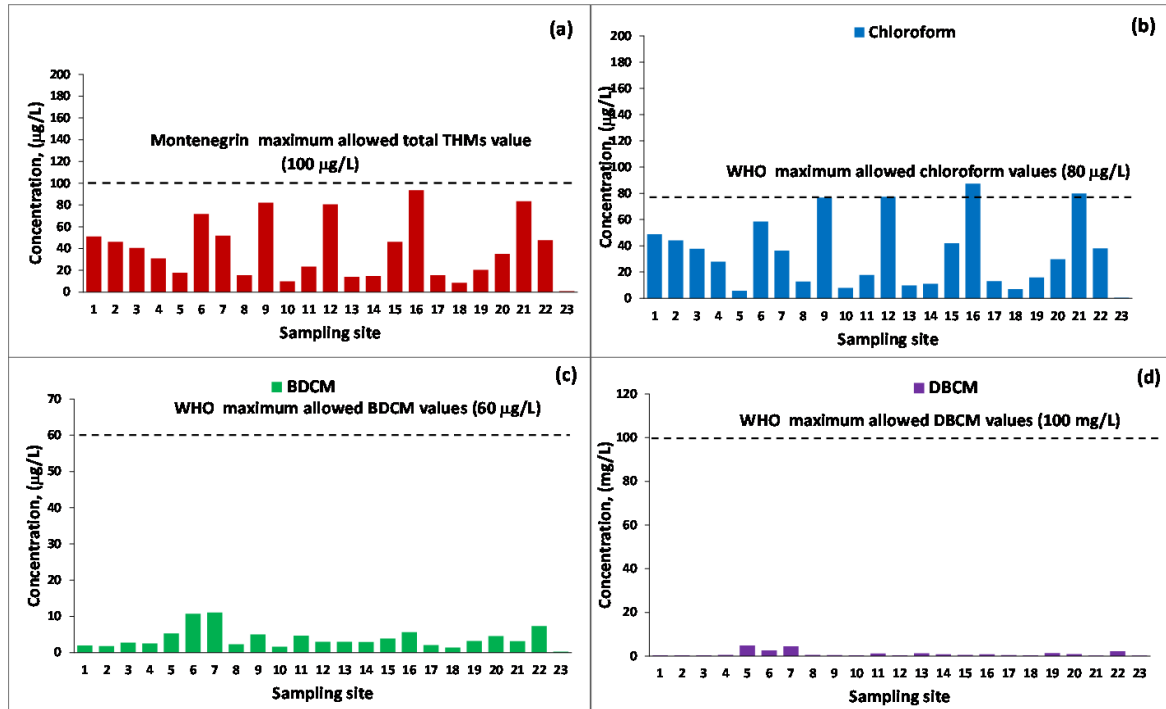 (a)
Concentration, (µg/L)
200
180
160
140
120
100
80
60
40
20
0
Montenegrin maximum allowed total THMs value
(100 µg/L)
1 2 3 4 5 6 7 8 9 10 11 12 13 14 15 16 17 18 19 20 21 22 23
Sampling site
(b)
Chloroform
Concentration, (µg/L)
200
180
160
140
120
100
80
60
40
20
0
WHO maximum allowed chloroform values (80 µg/L)
1 2 3 4 5 6 7 8 9 10 11 12 13 14 15 16 17 18 19 20 21 22 23
Sampling site
(c)
BDCM
WHO maximum allowed BDCM values (60 µg/L)
Concentration, (µg/L)
70
60
50
40
30
20
10
0
1 2 3 4 5 6 7 8 9 10 11 12 13 14 15 16 17 18 19 20 21 22 23
Sampling site
(d)
DBCM
WHO maximum allowed DBCM values (100 mg/L)
Concentration, (mg/L)
120
100
80
60
40
20
0
1 2 3 4 5 6 7 8 9 10 11 12 13 14 15 16 17 18 19 20 21 22 23
Sampling site